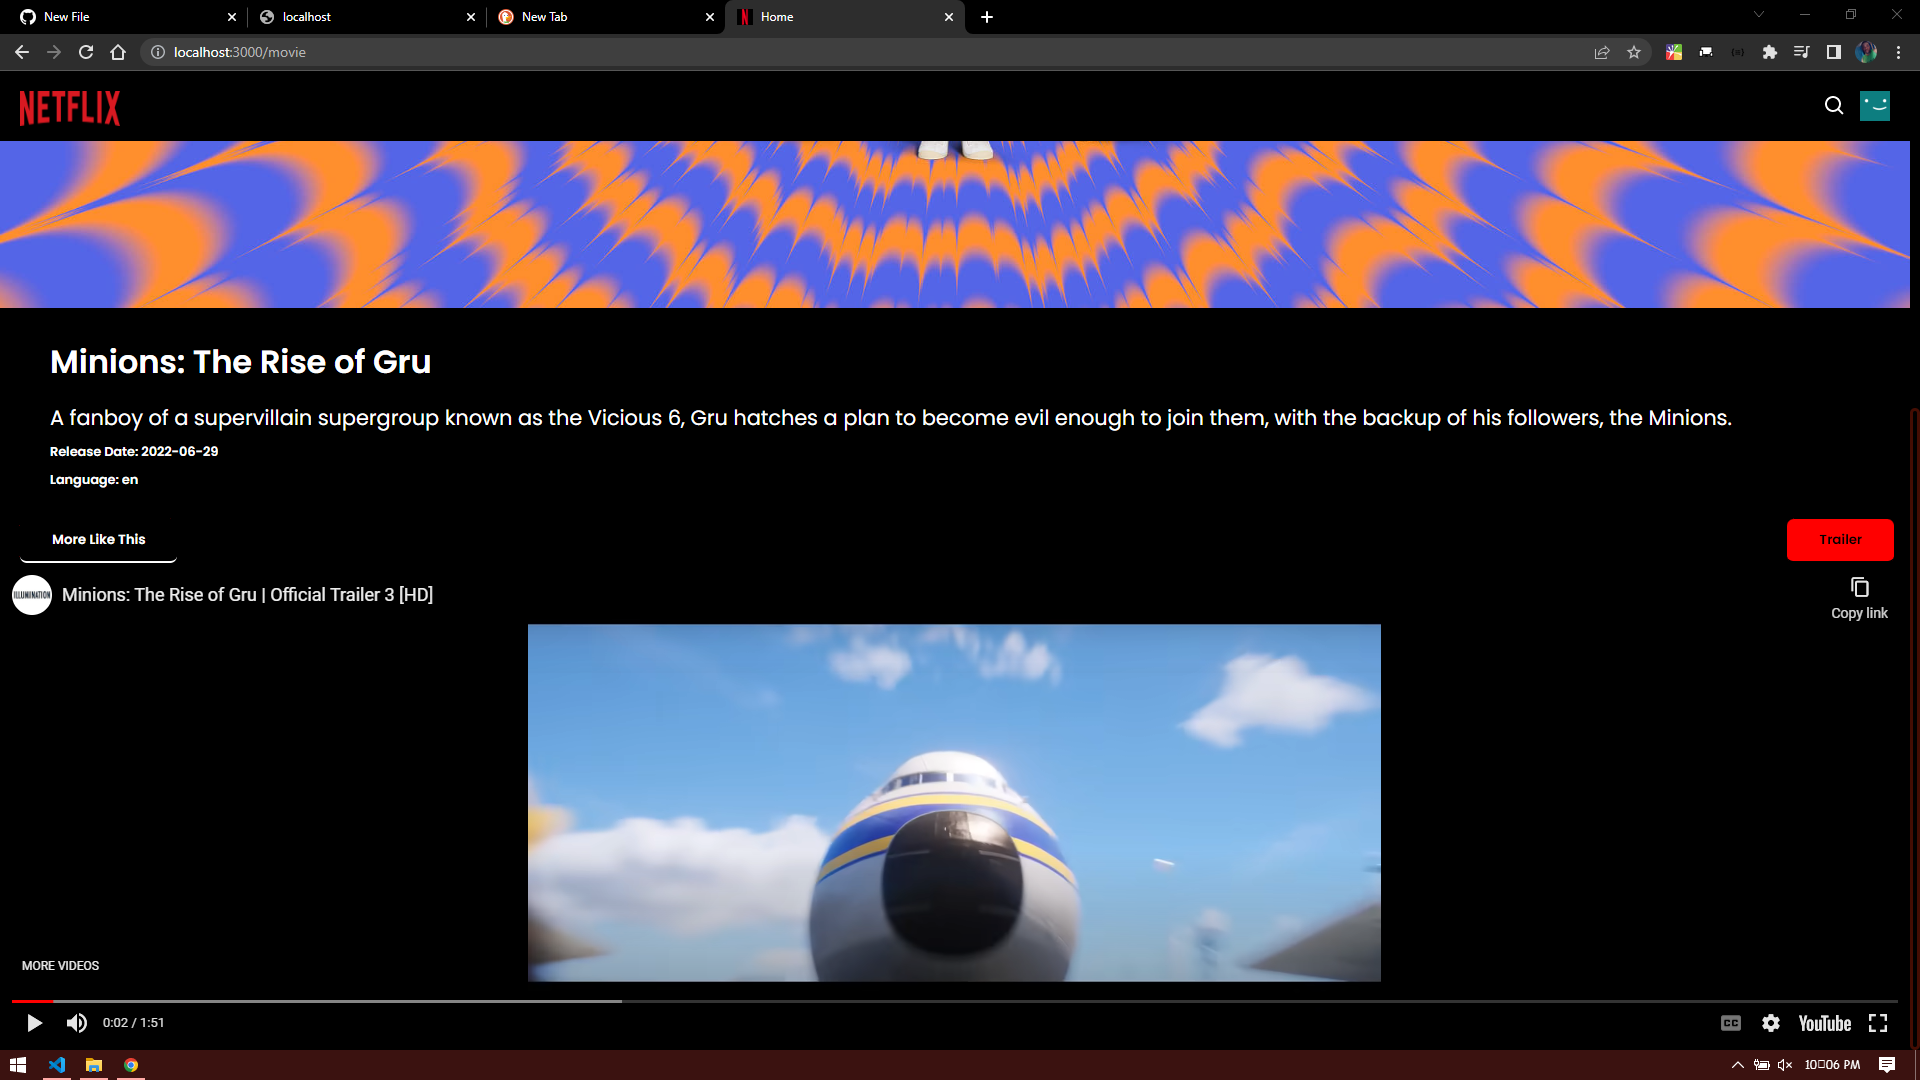 New File
localhost
New Tab
Home
localhost:3000/movie
NETFLIX
Minions: The Rise of Gru
A fanboy of a supervillain supergroup known as the Vicious 6, Gru hatches a plan to become evil enough to join them, with the backup of his followers, the Minions.
Release Date: 2022-06-29
Language: en
More Like This
Trailer
ILLUMINATION
Minions: The Rise of Gru | Official Trailer 3 [HD]
Copy link
MORE VIDEOS
0:02 / 1:51
CC
YouTube
10□06 PM